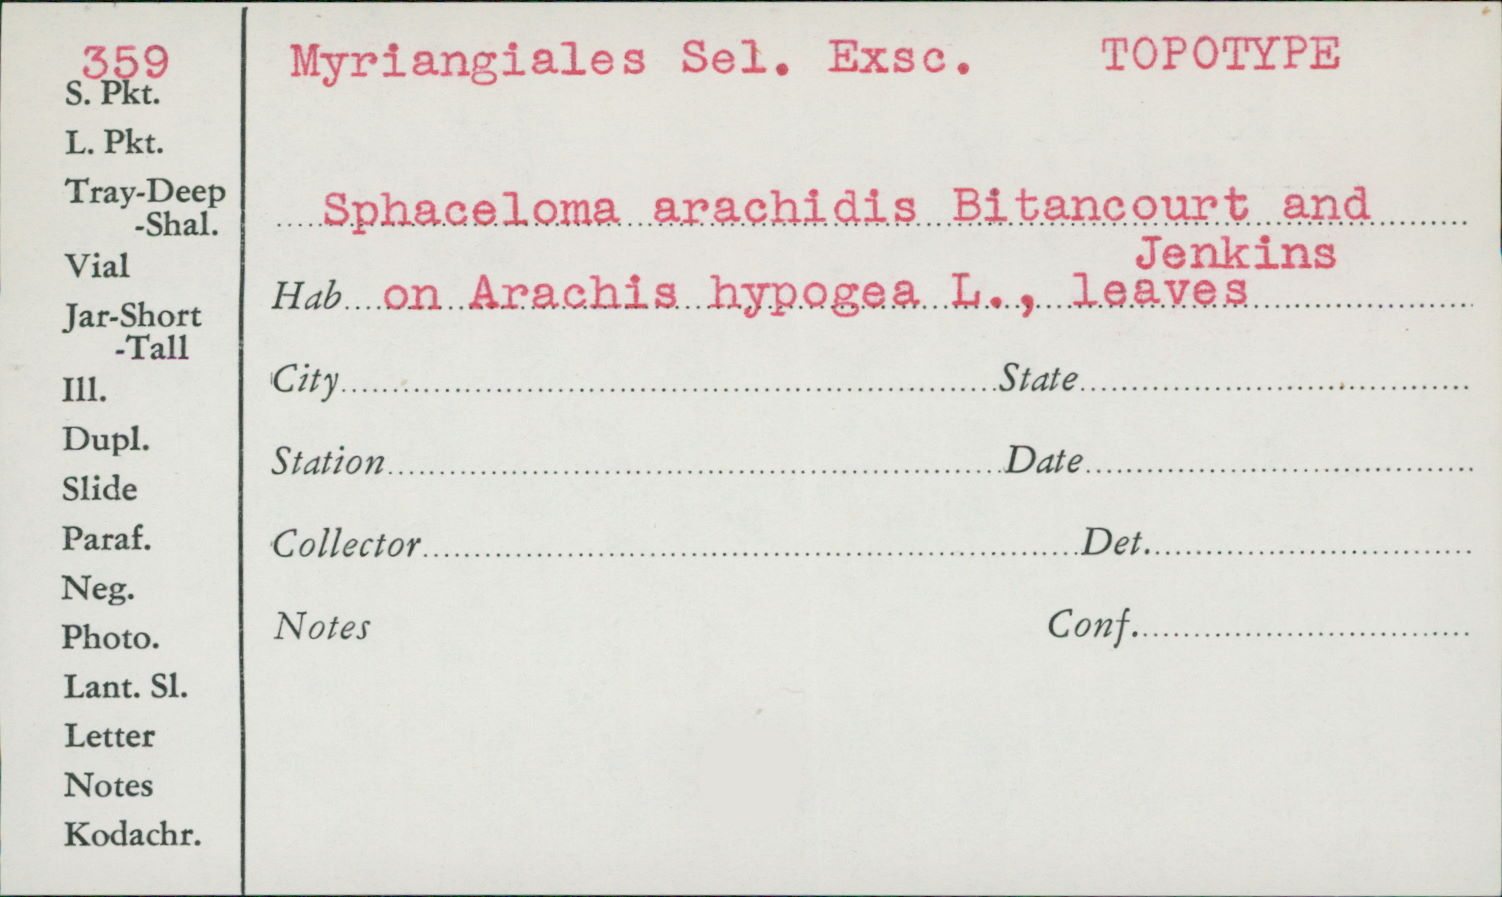 359
S. Pkt.
L. Pkt.
Tray-Deep
-Shal.
Vial
Jar-Short
-Tall
Ill.
Dupl.
Slide
Paraf.
Neg.
Photo.
Lant. Sl.
Letter
Notes
Kodachr.
Myriangiales Sel. Exsc. TOPOTYPE
Sphaceloma arachidis Bitancourt and
Jenkins
Hab on Arachis hypogea L., leaves
City State
Station Date
Collector Det.
Notes Conf.